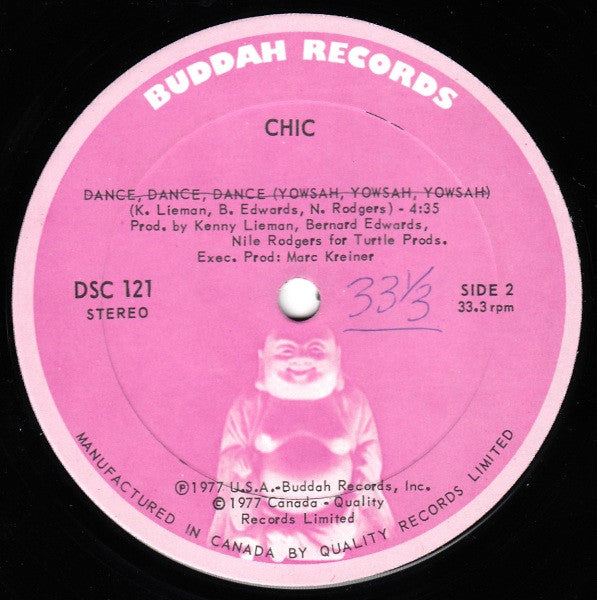 BUDDAH RECORDS
CHIC
DANCE, DANCE, DANCE (YOWSAH, YOWSAH, YOWSAH)
(K. Lieman, B. Edwards, N. Rodgers) - 4:35
Prod. by Kenny Lieman, Bernard Edwards,
Nile Rodgers for Turtle Prods.
Exec. Prod: Marc Kreiner
DSC 121
STEREO
33⅓
SIDE 2
33.3 rpm
Ⓟ1977 U.S.A.-Buddah Records, Inc.
©1977 Canada - Quality
Records Limited
MANUFACTURED IN CANADA BY QUALITY RECORDS LIMITED